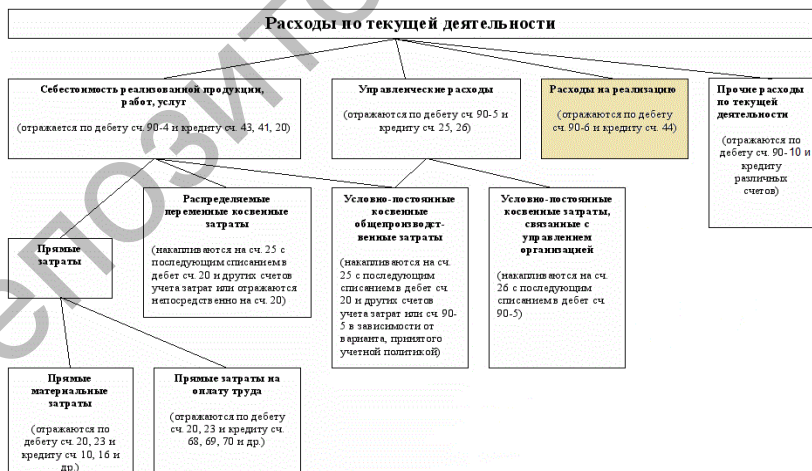 Расходы по текущей деятельности
Себестоимость реализованной продукции,
работ, услуг
(отражается по дебету сч. 90-4 и кредиту сч. 43, 41, 20)
Управленческие расходы
(отражаются по дебету сч. 90-5 и
кредиту сч. 25, 26)
Расходы на реализацию
(отражаются по дебету
сч. 90-6 и кредиту сч. 44)
Прочие расходы
по текущей
деятельности
(отражаются по
дебету сч. 90-10 и
кредиту
различных
счетов)
Прямые
затраты
Распределяемые
переменные косвенные
затраты
(накапливаются на сч. 25 с
последующим списанием в
дебет сч. 20 и других счетов
учета затрат или отражаются
непосредственно на сч. 20)
Условно-постоянные
косвенные
общепроизводст-
венные затраты
(накапливаются на сч.
25 с последующим
списанием в дебет сч.
20 и других счетов
учета затрат или сч. 90-
5 в зависимости от
варианта, принятого
учетной политикой)
Условно-постоянные
косвенные затраты,
связанные с
управлением
организацией
(накапливаются на сч.
26 с последующим
списанием в дебет сч.
90-5)
Прямые
материальные
затраты
(отражаются по
дебету сч. 20, 23 и
кредиту сч. 10, 16 и
др.)
Прямые затраты на
оплату труда
(отражаются по дебету
сч. 20, 23 и кредиту сч.
68, 69, 70 и др.)